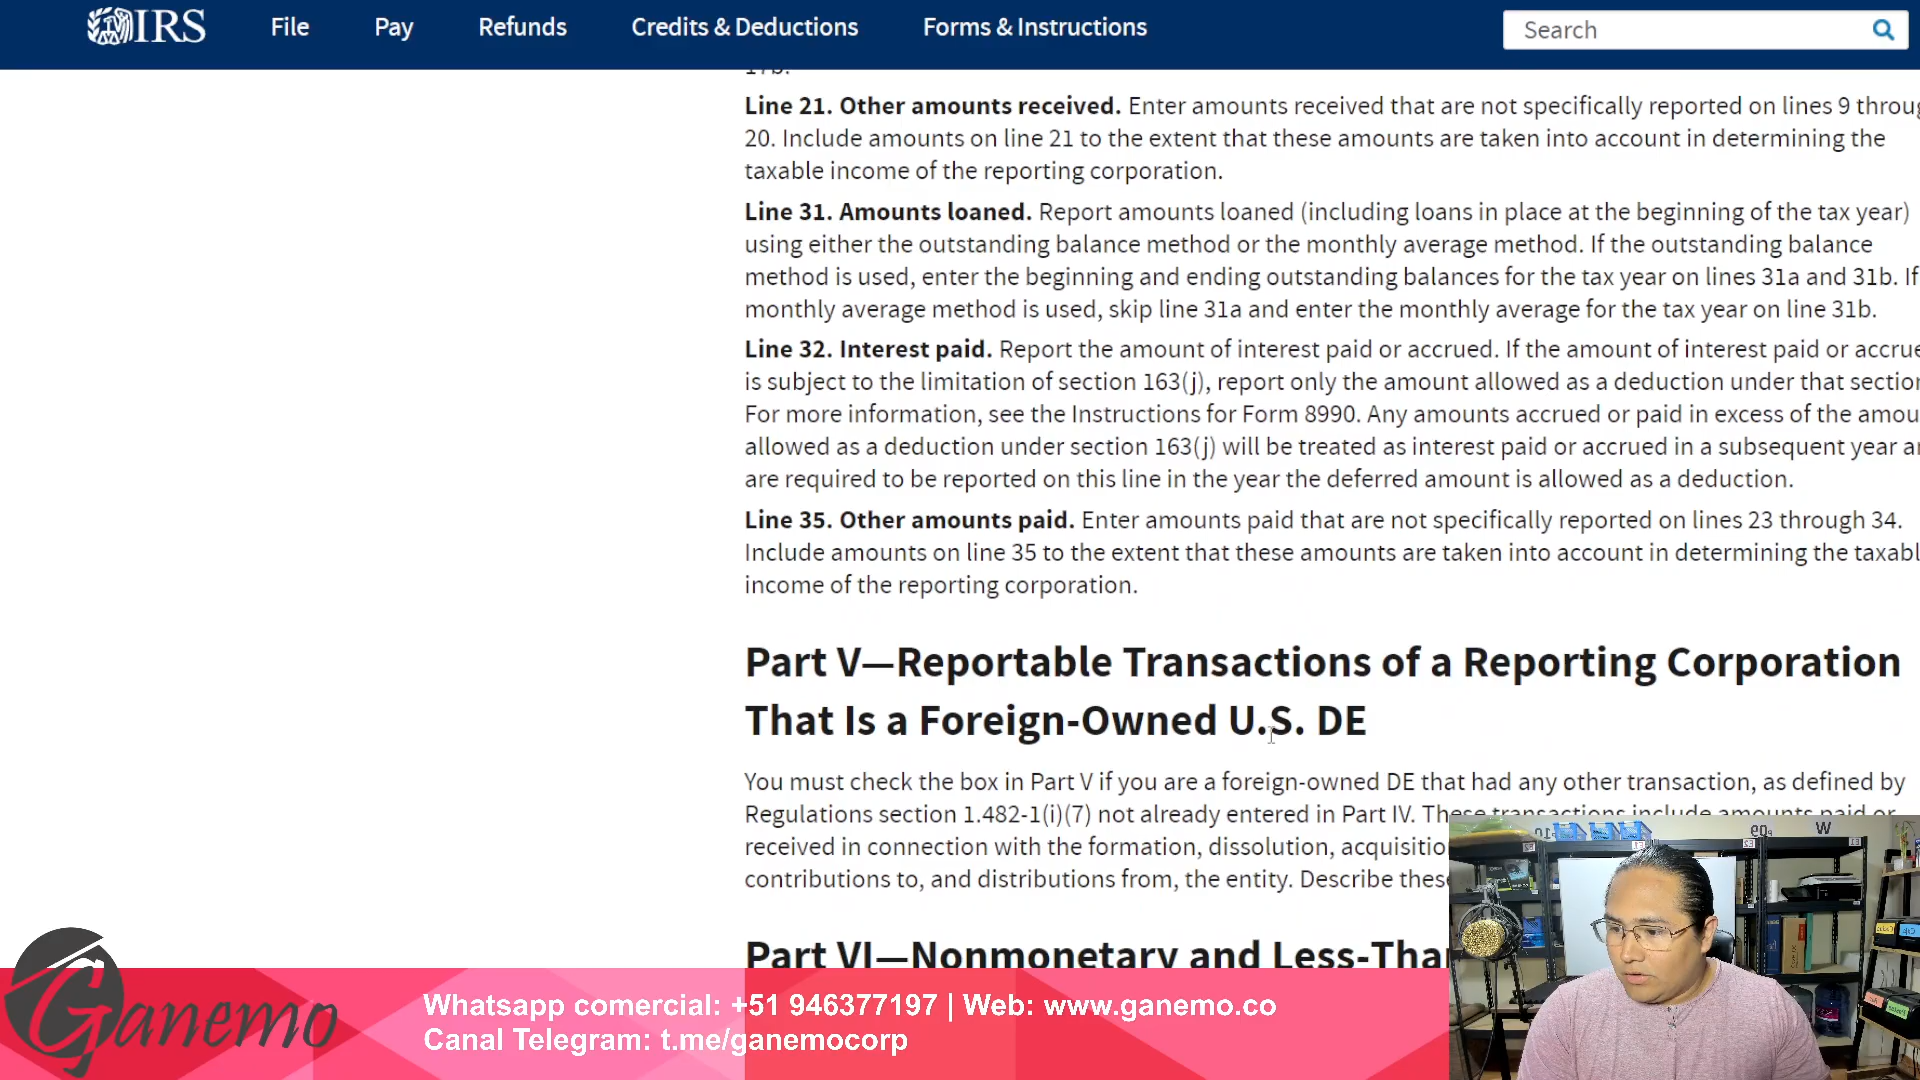 IRS
File
Pay
Refunds
Credits & Deductions
Forms & Instructions
Search
17b.
Line 21. Other amounts received. Enter amounts received that are not specifically reported on lines 9 throug
20. Include amounts on line 21 to the extent that these amounts are taken into account in determining the
taxable income of the reporting corporation.
Line 31. Amounts loaned. Report amounts loaned (including loans in place at the beginning of the tax year)
using either the outstanding balance method or the monthly average method. If the outstanding balance
method is used, enter the beginning and ending outstanding balances for the tax year on lines 31a and 31b. If
monthly average method is used, skip line 31a and enter the monthly average for the tax year on line 31b.
Line 32. Interest paid. Report the amount of interest paid or accrued. If the amount of interest paid or accrue
is subject to the limitation of section 163(j), report only the amount allowed as a deduction under that section
For more information, see the Instructions for Form 8990. Any amounts accrued or paid in excess of the amou
allowed as a deduction under section 163(j) will be treated as interest paid or accrued in a subsequent year an
are required to be reported on this line in the year the deferred amount is allowed as a deduction.
Line 35. Other amounts paid. Enter amounts paid that are not specifically reported on lines 23 through 34.
Include amounts on line 35 to the extent that these amounts are taken into account in determining the taxabl
income of the reporting corporation.
Part V—Reportable Transactions of a Reporting Corporation
That Is a Foreign-Owned U.S. DE
You must check the box in Part V if you are a foreign-owned DE that had any other transaction, as defined by
Regulations section 1.482-1(i)(7) not already entered in Part IV. These transactions include amounts paid or
received in connection with the formation, dissolution, acquisitio
contributions to, and distributions from, the entity. Describe these
Part VI—Nonmonetary and Less-Than
Ganemo
Whatsapp comercial: +51 946377197 | Web: www.ganemo.co
Canal Telegram: t.me/ganemocorp